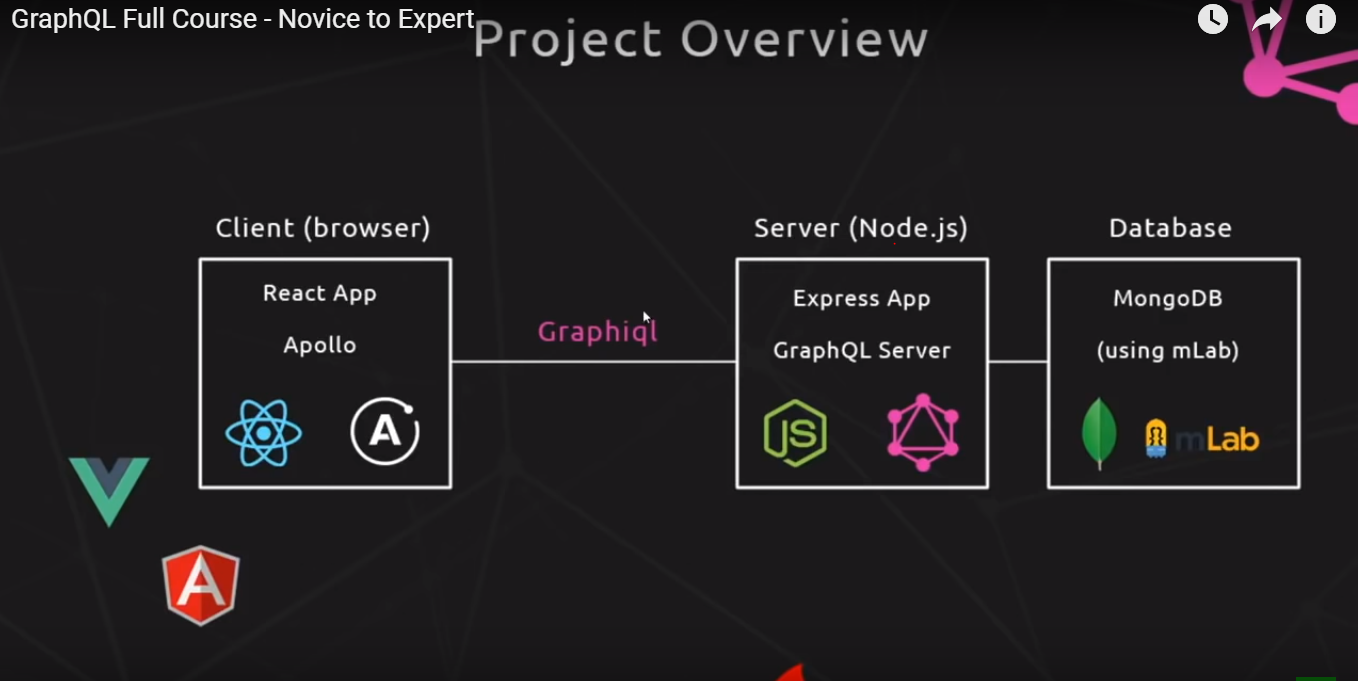 GraphQL Full Course - Novice to Expert
Project Overview
Client (browser)
React App
Apollo
A
Graphiql
Server (Node.js)
Express App
GraphQL Server
JS
Database
MongoDB
(using mLab)
mLab
A